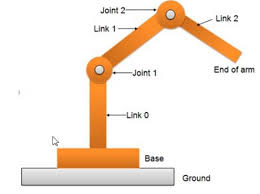 Joint 2
Link 1
Link 2
End of arm
Joint 1
Link 0
Base
Ground